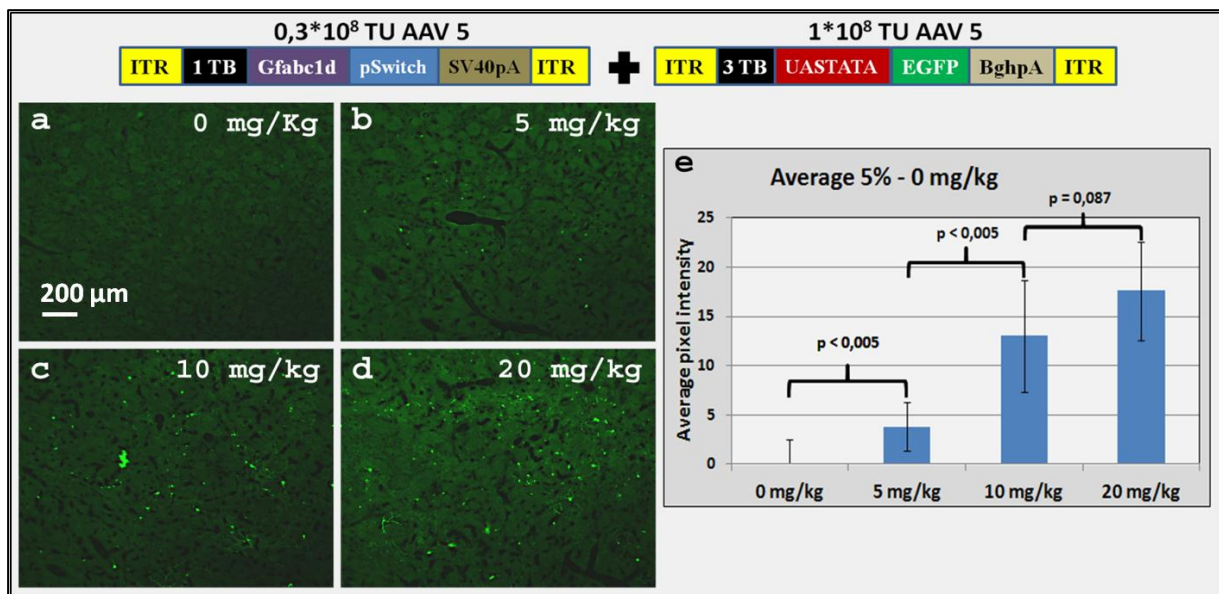 0,3*10⁸ TU AAV 5
1*10⁸ TU AAV 5
ITR 1 TB Gfabc1d pSwitch SV40pA ITR
ITR 3 TB UASTATA EGFP BghpA ITR
a 0 mg/Kg
b 5 mg/kg
200 µm
c 10 mg/kg
d 20 mg/kg
e
Average 5% - 0 mg/kg
Average pixel intensity
25
20
15
10
5
0
p < 0,005
p < 0,005
p = 0,087
0 mg/kg 5 mg/kg 10 mg/kg 20 mg/kg